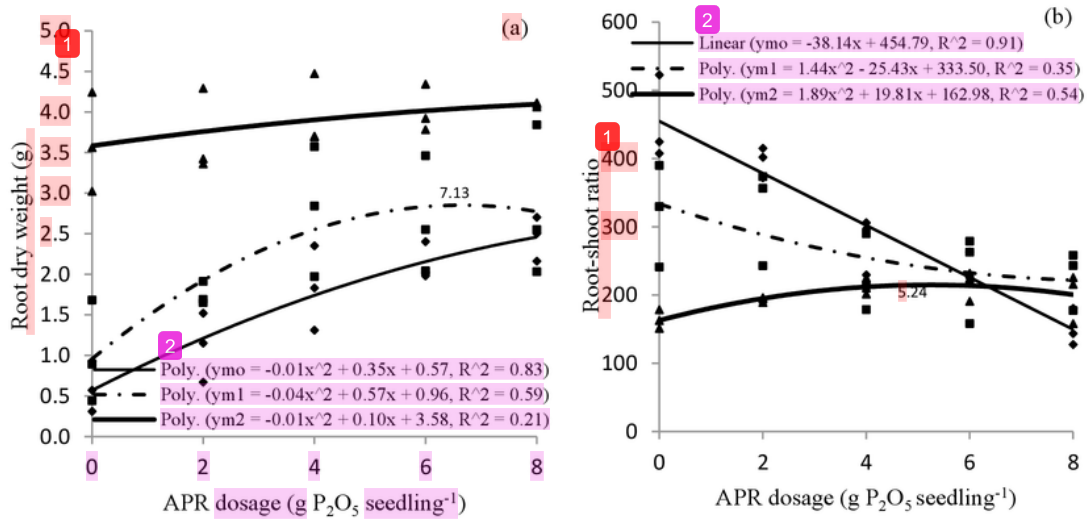 (a)
5.0
1
4.5
4.0
3.5
3.0
2.5
2.0
1.5
1.0
0.5
0.0
Root dry weight (g)
7.13
2
Poly. (ymo = -0.01x^2 + 0.35x + 0.57, R^2 = 0.83)
Poly. (ym1 = -0.04x^2 + 0.57x + 0.96, R^2 = 0.59)
Poly. (ym2 = -0.01x^2 + 0.10x + 3.58, R^2 = 0.21)
0 2 4 6 8
APR dosage (g P₂O₅ seedling⁻¹)
(b)
2
Linear (ymo = -38.14x + 454.79, R^2 = 0.91)
Poly. (ym1 = 1.44x^2 - 25.43x + 333.50, R^2 = 0.35)
Poly. (ym2 = 1.89x^2 + 19.81x + 162.98, R^2 = 0.54)
600
500
1
400
300
200
100
0
Root-shoot ratio
5.24
0 2 4 6 8
APR dosage (g P₂O₅ seedling⁻¹)